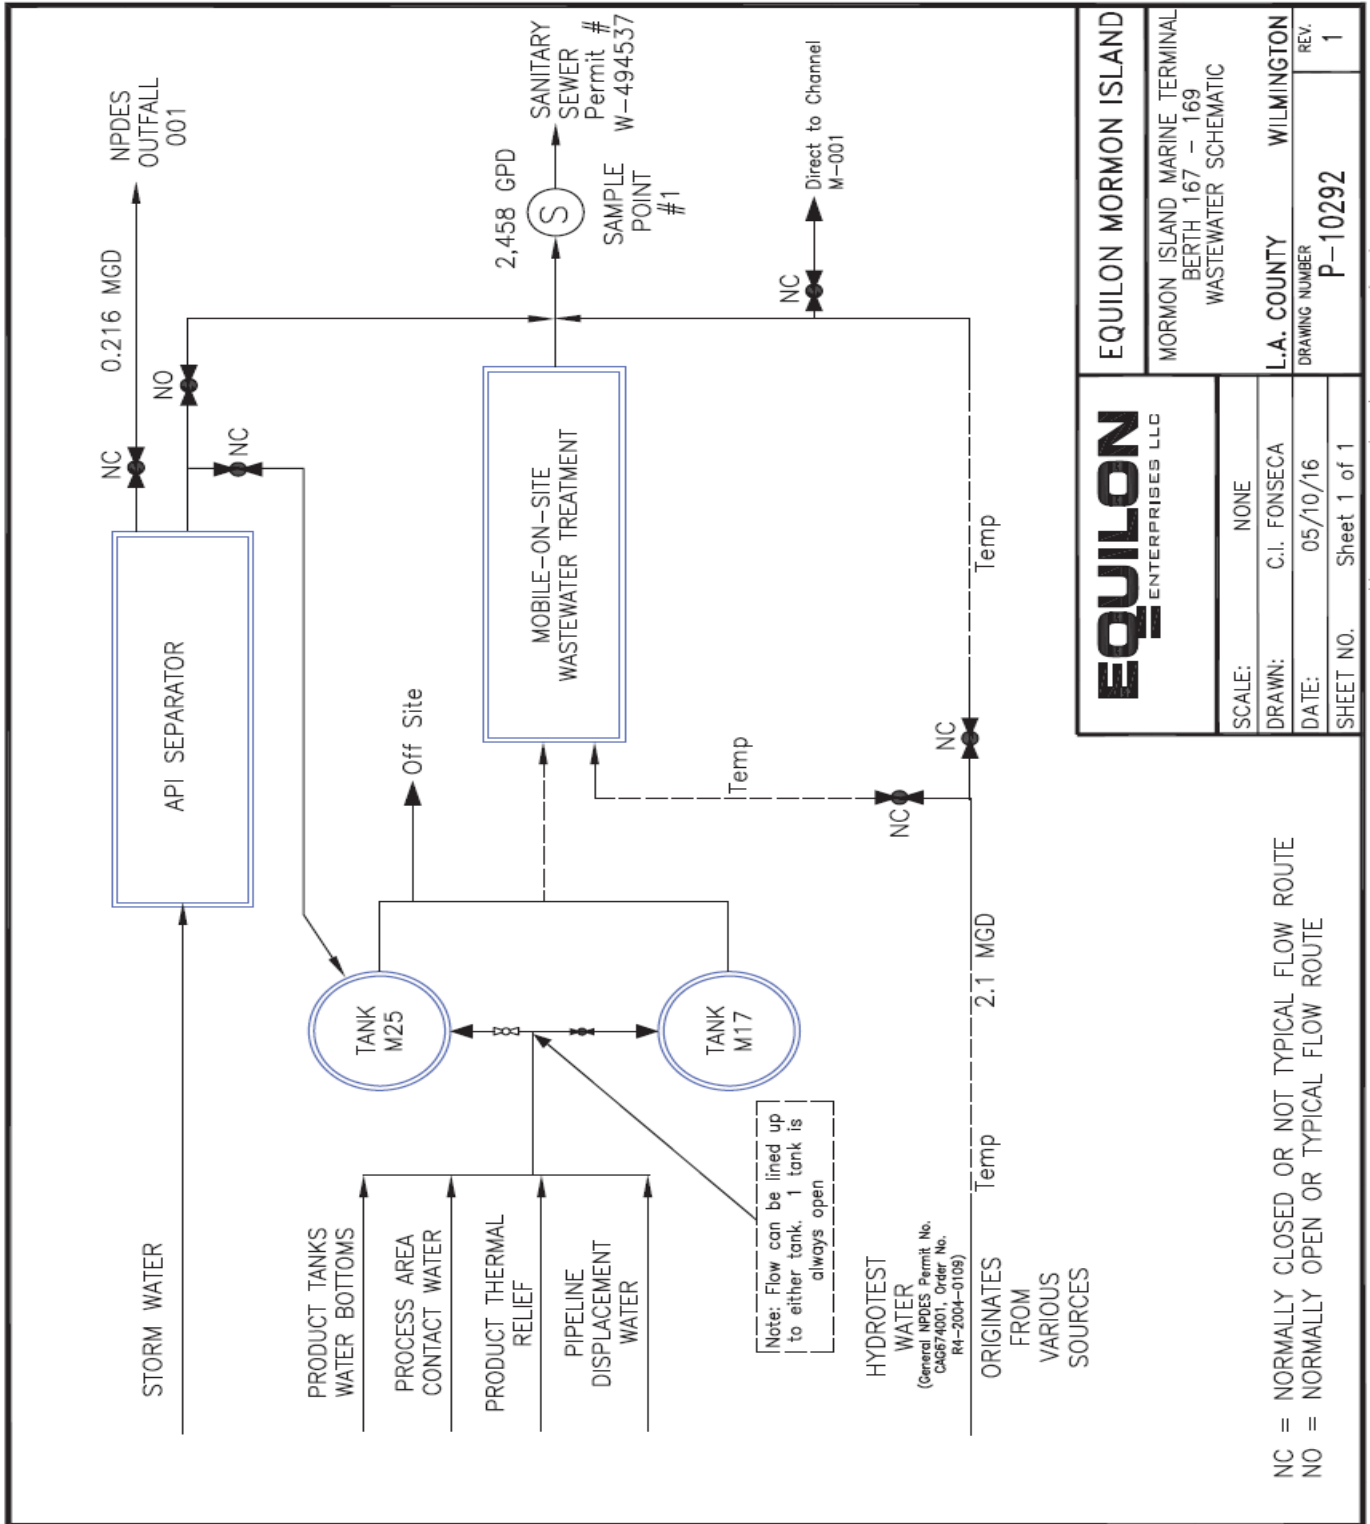 STORM WATER
API SEPARATOR
NC
0.216 MGD
NPDES
OUTFALL
001
NO
NC
PRODUCT TANKS
WATER BOTTOMS
PROCESS AREA
CONTACT WATER
PRODUCT THERMAL
RELIEF
PIPELINE
DISPLACEMENT
WATER
TANK
M25
TANK
M17
Off Site
MOBILE-ON-SITE
WASTEWATER TREATMENT
2,458 GPD
S
SAMPLE
POINT
#1
SANITARY
SEWER
Permit #
W-494537
NC
Direct to Channel
M-001
Note: Flow can be lined up
to either tank. 1 tank is
always open
HYDROTEST
WATER
(General NPDES Permit No.
CAG674001, Order No.
R4-2004-0109)
ORIGINATES
FROM
VARIOUS
SOURCES
Temp
2.1 MGD
NC
Temp
NC
Temp
NC = NORMALLY CLOSED OR NOT TYPICAL FLOW ROUTE
NO = NORMALLY OPEN OR TYPICAL FLOW ROUTE
EQUILON
ENTERPRISES LLC
SCALE: NONE
DRAWN: C.I. FONSECA
DATE: 05/10/16
SHEET NO. Sheet 1 of 1
EQUILON MORMON ISLAND
MORMON ISLAND MARINE TERMINAL
BERTH 167 - 169
WASTEWATER SCHEMATIC
L.A. COUNTY WILMINGTON
DRAWING NUMBER
P-10292
REV.
1